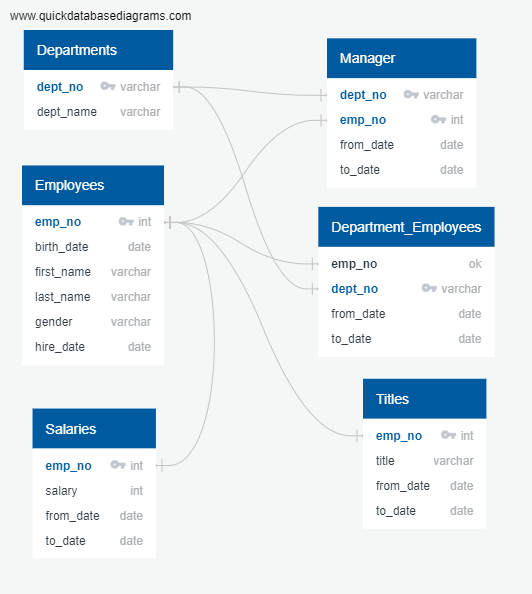 www.quickdatabasediagrams.com
Departments
dept_no varchar
dept_name varchar
Manager
dept_no varchar
emp_no int
from_date date
to_date date
Employees
emp_no int
birth_date date
first_name varchar
last_name varchar
gender varchar
hire_date date
Department_Employees
emp_no ok
dept_no varchar
from_date date
to_date date
Titles
emp_no int
title varchar
from_date date
to_date date
Salaries
emp_no int
salary int
from_date date
to_date date